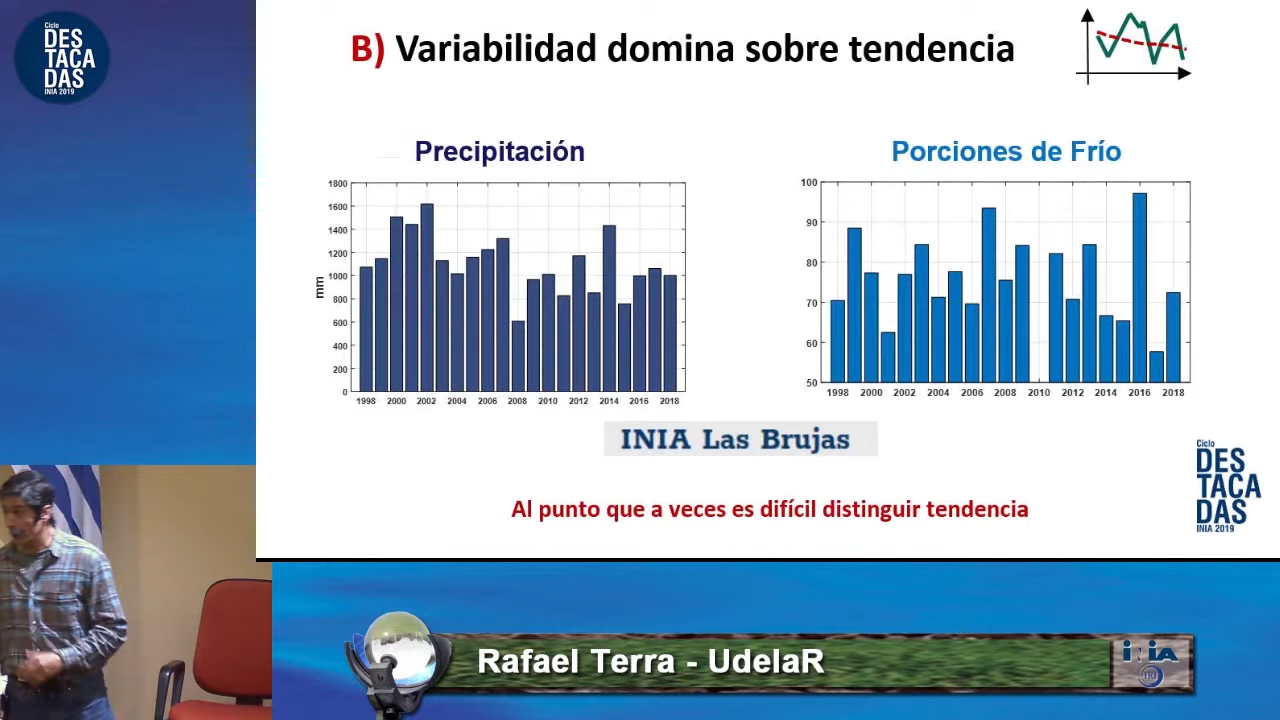 Ciclo
DES
TACA
DAS
INIA 2019
B) Variabilidad domina sobre tendencia
Precipitación
1800
1600
1400
1200
1000
800
600
400
200
0
mm
1998 2000 2002 2004 2006 2008 2010 2012 2014 2016 2018
Porciones de Frío
100
90
80
70
60
50
1998 2000 2002 2004 2006 2008 2010 2012 2014 2016 2018
INIA Las Brujas
Al punto que a veces es difícil distinguir tendencia
Ciclo
DES
TACA
DAS
INIA 2019
Rafael Terra - UdelaR
INIA